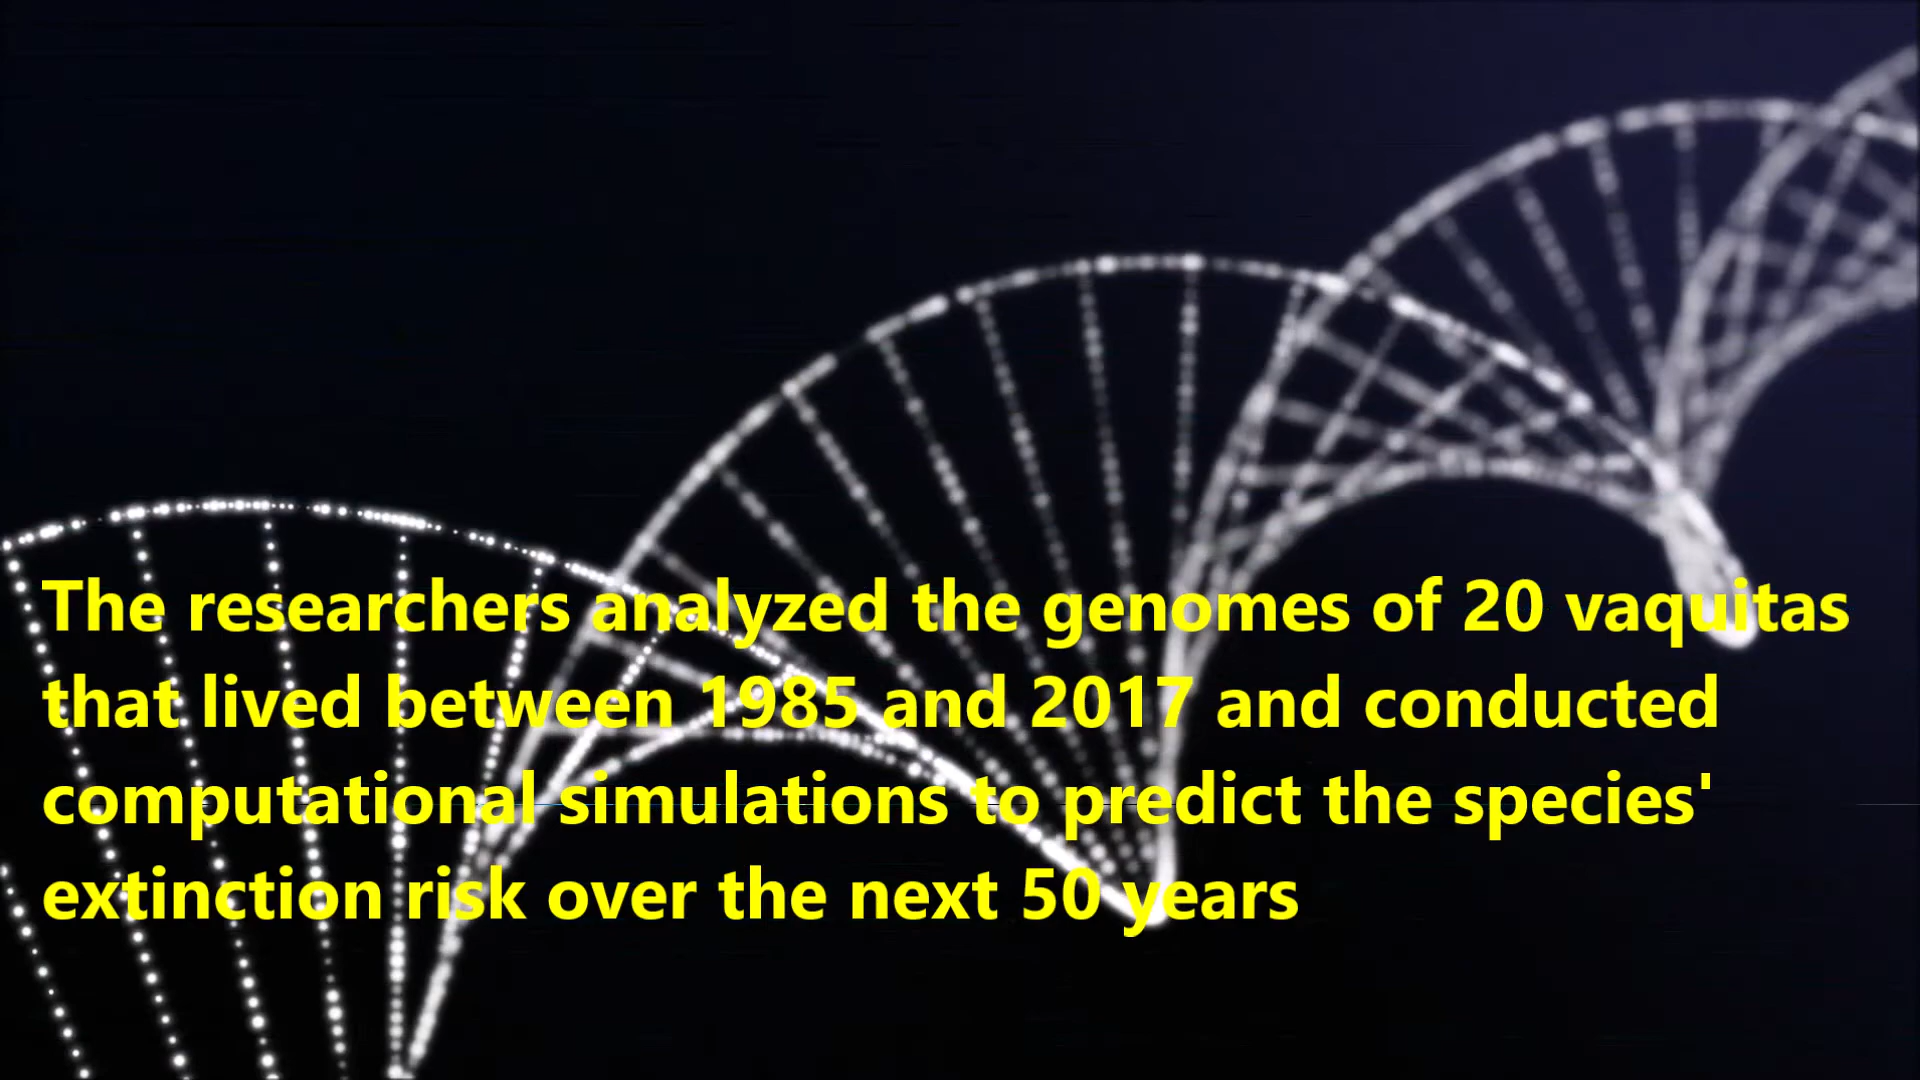 The researchers analyzed the genomes of 20 vaquitas
that lived between 1985 and 2017 and conducted
computational simulations to predict the species'
extinction risk over the next 50 years